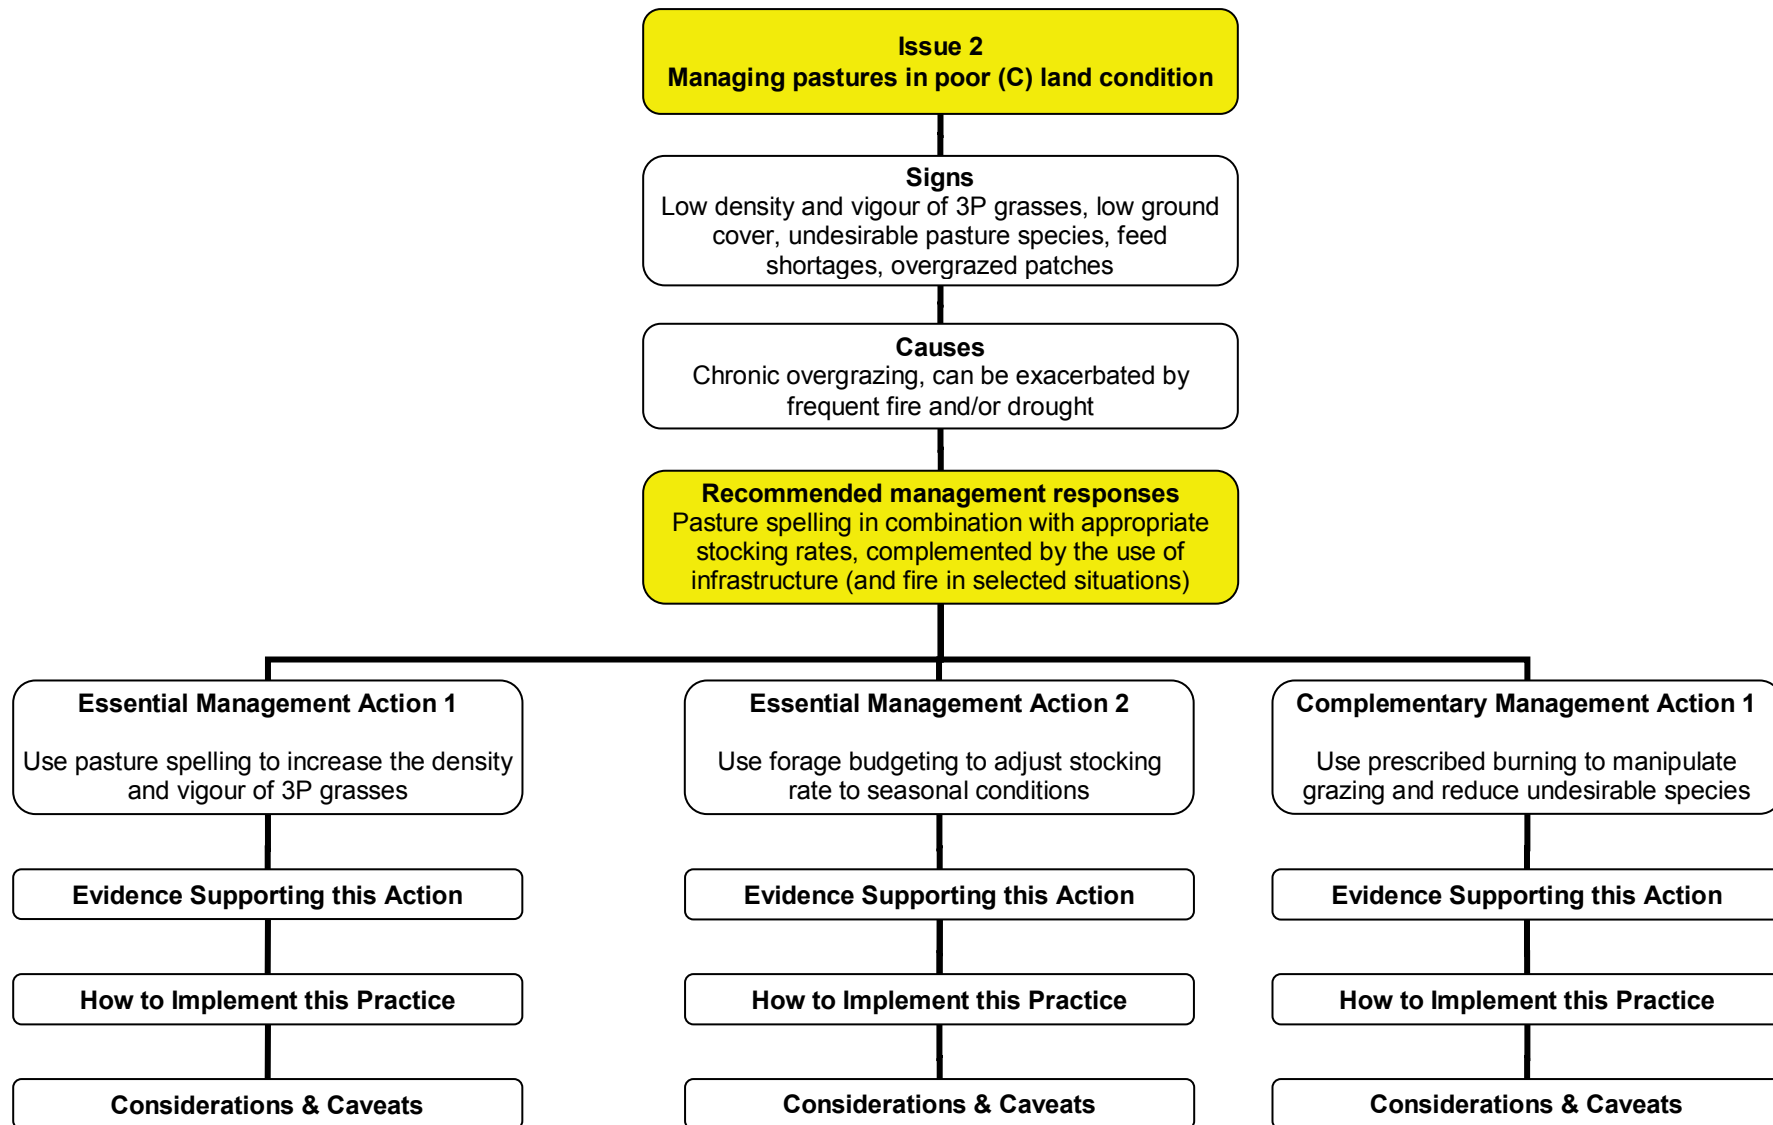 Issue 2
Managing pastures in poor (C) land condition
Signs
Low density and vigour of 3P grasses, low ground
cover, undesirable pasture species, feed
shortages, overgrazed patches
Causes
Chronic overgrazing, can be exacerbated by
frequent fire and/or drought
Recommended management responses
Pasture spelling in combination with appropriate
stocking rates, complemented by the use of
infrastructure (and fire in selected situations)
Essential Management Action 1
Use pasture spelling to increase the density
and vigour of 3P grasses
Evidence Supporting this Action
How to Implement this Practice
Considerations & Caveats
Essential Management Action 2
Use forage budgeting to adjust stocking
rate to seasonal conditions
Evidence Supporting this Action
How to Implement this Practice
Considerations & Caveats
Complementary Management Action 1
Use prescribed burning to manipulate
grazing and reduce undesirable species
Evidence Supporting this Action
How to Implement this Practice
Considerations & Caveats